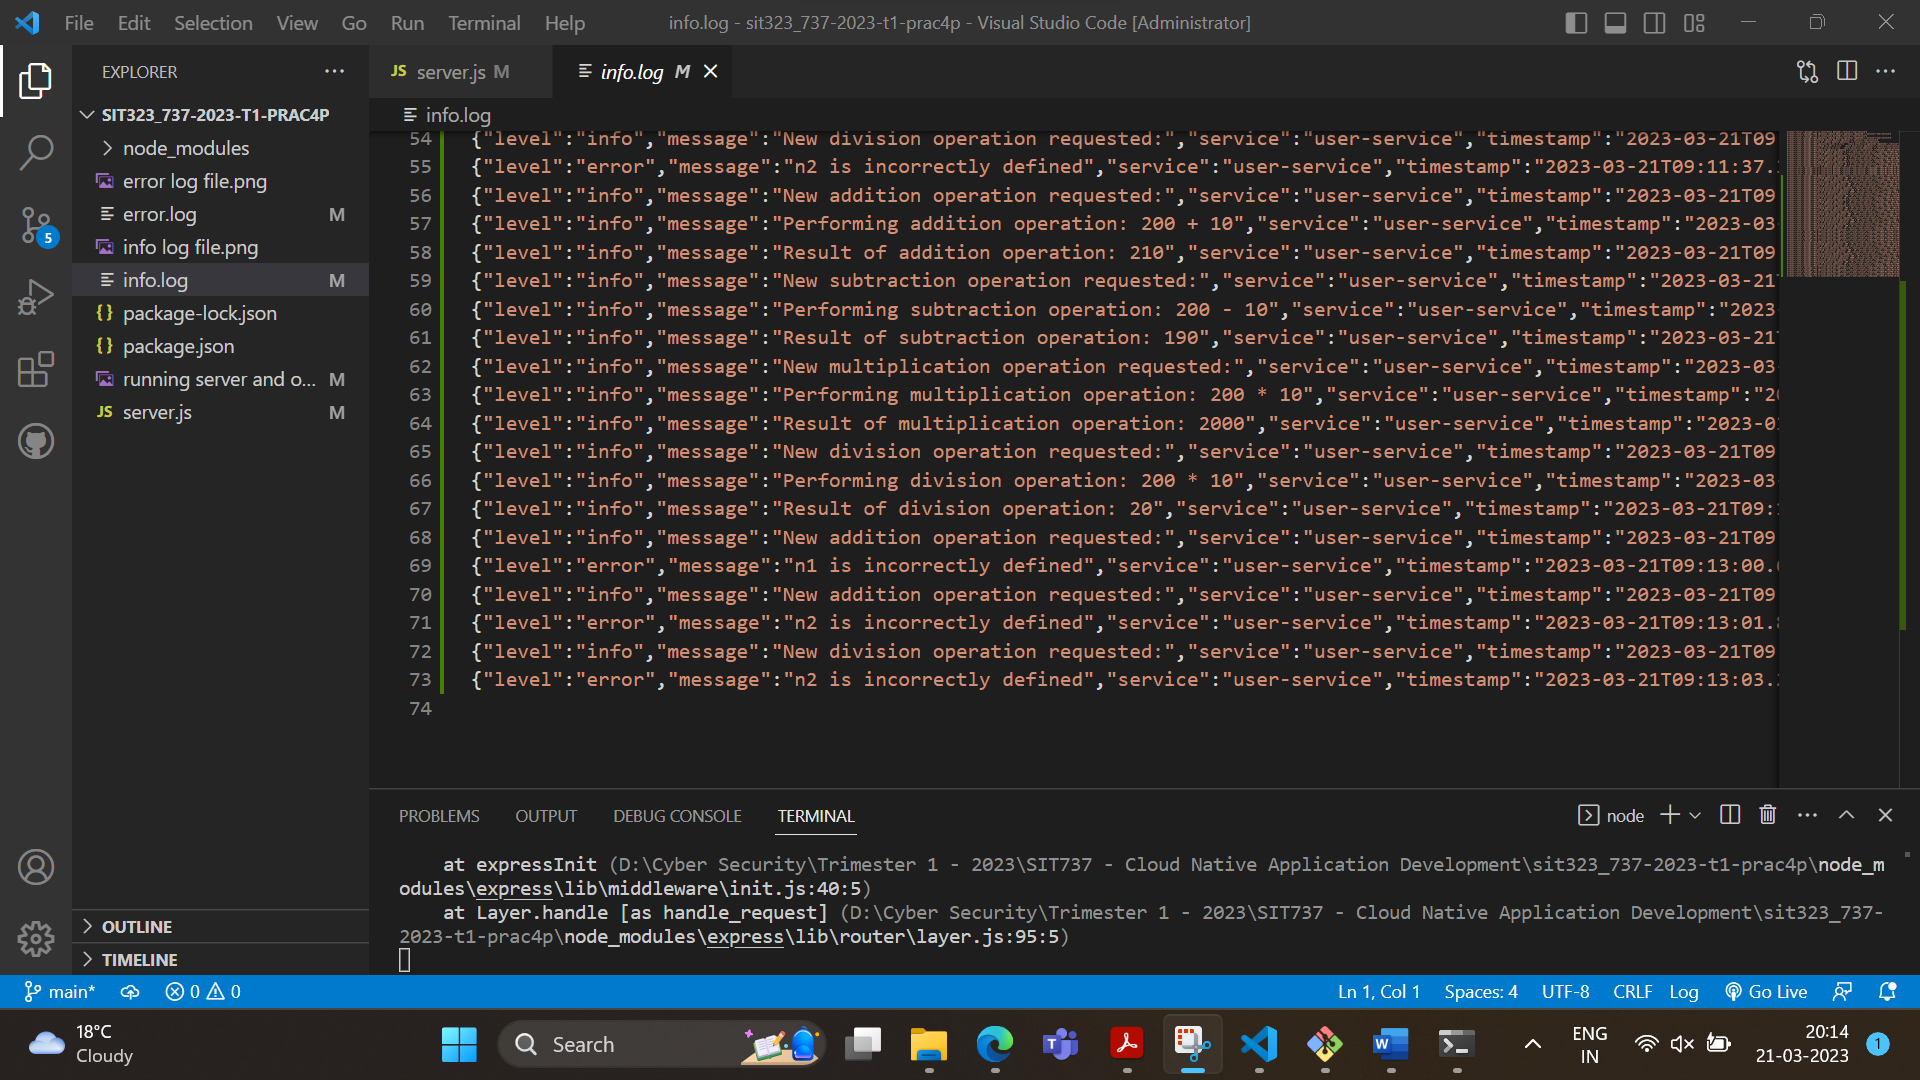 File Edit Selection View Go Run Terminal Help
info.log - sit323_737-2023-t1-prac4p - Visual Studio Code [Administrator]
EXPLORER
SIT323_737-2023-T1-PRAC4P
node_modules
error log file.png
error.log M
info log file.png
info.log M
package-lock.json
package.json
running server and o... M
JS server.js M
OUTLINE
TIMELINE
5
JS server.js M
info.log M
info.log
54 {"level":"info","message":"New division operation requested:","service":"user-service","timestamp":"2023-03-21T09
55 {"level":"error","message":"n2 is incorrectly defined","service":"user-service","timestamp":"2023-03-21T09:11:37.
56 {"level":"info","message":"New addition operation requested:","service":"user-service","timestamp":"2023-03-21T09
57 {"level":"info","message":"Performing addition operation: 200 + 10","service":"user-service","timestamp":"2023-03
58 {"level":"info","message":"Result of addition operation: 210","service":"user-service","timestamp":"2023-03-21T09
59 {"level":"info","message":"New subtraction operation requested:","service":"user-service","timestamp":"2023-03-21
60 {"level":"info","message":"Performing subtraction operation: 200 - 10","service":"user-service","timestamp":"2023
61 {"level":"info","message":"Result of subtraction operation: 190","service":"user-service","timestamp":"2023-03-21
62 {"level":"info","message":"New multiplication operation requested:","service":"user-service","timestamp":"2023-03
63 {"level":"info","message":"Performing multiplication operation: 200 * 10","service":"user-service","timestamp":"2
64 {"level":"info","message":"Result of multiplication operation: 2000","service":"user-service","timestamp":"2023-0
65 {"level":"info","message":"New division operation requested:","service":"user-service","timestamp":"2023-03-21T09
66 {"level":"info","message":"Performing division operation: 200 * 10","service":"user-service","timestamp":"2023-03
67 {"level":"info","message":"Result of division operation: 20","service":"user-service","timestamp":"2023-03-21T09:
68 {"level":"info","message":"New addition operation requested:","service":"user-service","timestamp":"2023-03-21T09
69 {"level":"error","message":"n1 is incorrectly defined","service":"user-service","timestamp":"2023-03-21T09:13:00.
70 {"level":"info","message":"New addition operation requested:","service":"user-service","timestamp":"2023-03-21T09
71 {"level":"error","message":"n2 is incorrectly defined","service":"user-service","timestamp":"2023-03-21T09:13:01.
72 {"level":"info","message":"New division operation requested:","service":"user-service","timestamp":"2023-03-21T09
73 {"level":"error","message":"n2 is incorrectly defined","service":"user-service","timestamp":"2023-03-21T09:13:03.
74
PROBLEMS OUTPUT DEBUG CONSOLE TERMINAL
node
at expressInit (D:\Cyber Security\Trimester 1 - 2023\SIT737 - Cloud Native Application Development\sit323_737-2023-t1-prac4p\node_m
odules\express\lib\middleware\init.js:40:5)
at Layer.handle [as handle_request] (D:\Cyber Security\Trimester 1 - 2023\SIT737 - Cloud Native Application Development\sit323_737-
2023-t1-prac4p\node_modules\express\lib\router\layer.js:95:5)
main* 0 0
Ln 1, Col 1 Spaces: 4 UTF-8 CRLF Log Go Live
18°C
Cloudy
Search
ENG
IN
20:14
21-03-2023
1